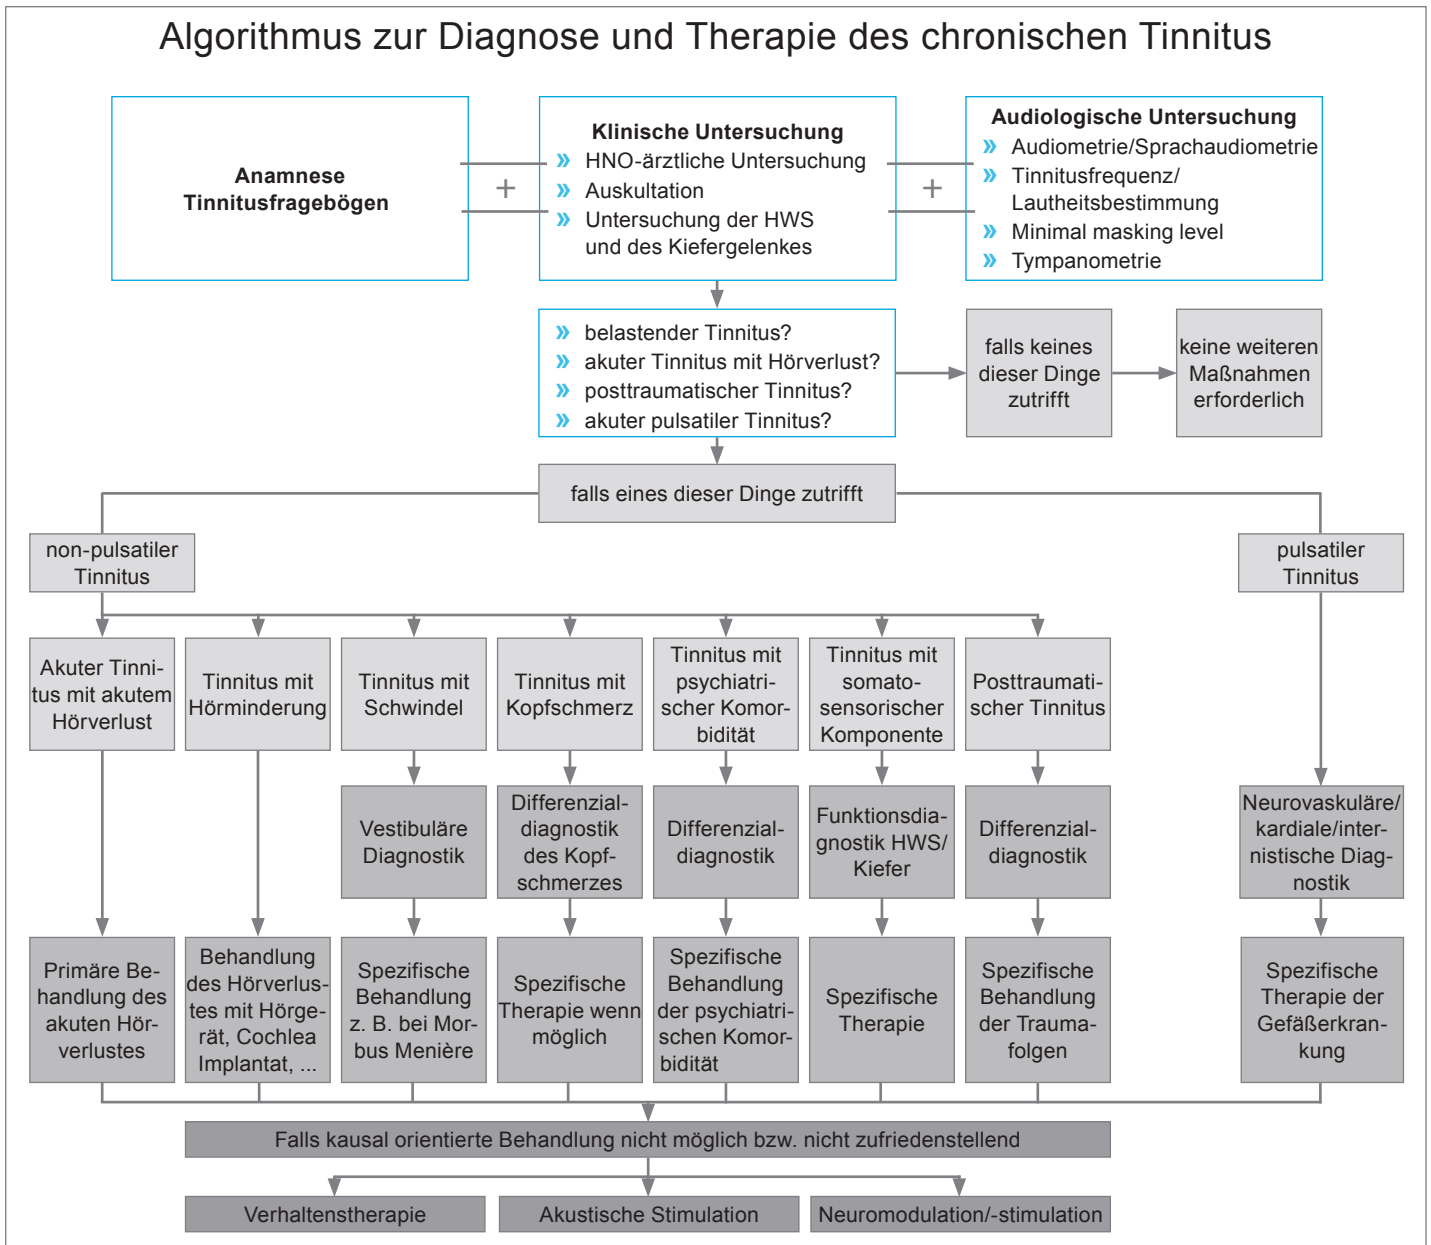 Algorithmus zur Diagnose und Therapie des chronischen Tinnitus
Anamnese
Tinnitusfragebögen
+
Klinische Untersuchung
» HNO-ärztliche Untersuchung
» Auskultation
» Untersuchung der HWS
und des Kiefergelenkes
+
Audiologische Untersuchung
» Audiometrie/Sprachaudiometrie
» Tinnitusfrequenz/
Lautheitsbestimmung
» Minimal masking level
» Tympanometrie
» belastender Tinnitus?
» akuter Tinnitus mit Hörverlust?
» posttraumatischer Tinnitus?
» akuter pulsatiler Tinnitus?
falls keines
dieser Dinge
zutrifft
keine weiteren
Maßnahmen
erforderlich
falls eines dieser Dinge zutrifft
non-pulsatiler
Tinnitus
pulsatiler
Tinnitus
Akuter Tinni-
tus mit akutem
Hörverlust
Tinnitus mit
Hörminderung
Tinnitus mit
Schwindel
Tinnitus mit
Kopfschmerz
Tinnitus mit
psychiatri-
scher Komor-
bidität
Tinnitus mit
somato-
sensorischer
Komponente
Posttraumati-
scher Tinnitus
Vestibuläre
Diagnostik
Differenzial-
diagnostik
des Kopf-
schmerzes
Differenzial-
diagnostik
Funktionsdia-
gnostik HWS/
Kiefer
Differenzial-
diagnostik
Neurovaskuläre/
kardiale/inter-
nistische Diag-
nostik
Primäre Be-
handlung des
akuten Hör-
verlustes
Behandlung
des Hörverlus-
tes mit Hörge-
rät, Cochlea
Implantat, ...
Spezifische
Behandlung
z. B. bei Mor-
bus Menière
Spezifische
Therapie wenn
möglich
Spezifische
Behandlung
der psychiatri-
schen Komor-
bidität
Spezifische
Therapie
Spezifische
Behandlung
der Trauma-
folgen
Spezifische
Therapie der
Gefäßerkran-
kung
Falls kausal orientierte Behandlung nicht möglich bzw. nicht zufriedenstellend
Verhaltenstherapie
Akustische Stimulation
Neuromodulation/-stimulation